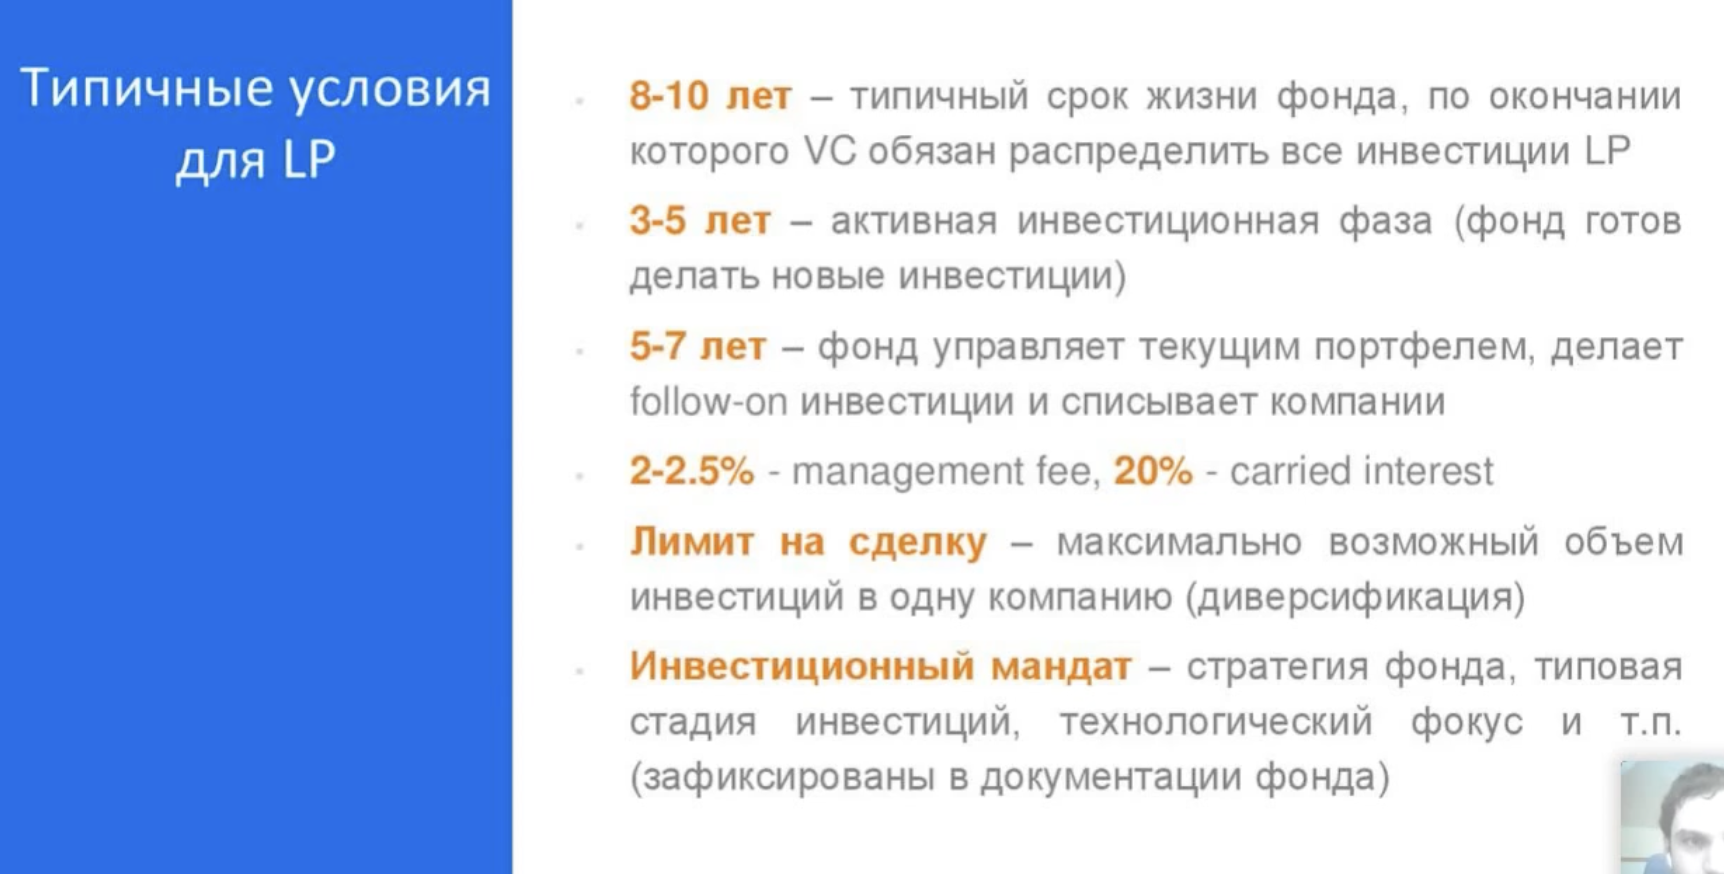 Типичные условия
для LP
8-10 лет – типичный срок жизни фонда, по окончании
которого VC обязан распределить все инвестиции LP
3-5 лет – активная инвестиционная фаза (фонд готов
делать новые инвестиции)
5-7 лет – фонд управляет текущим портфелем, делает
follow-on инвестиции и списывает компании
2-2.5% - management fee, 20% - carried interest
Лимит на сделку – максимально возможный объем
инвестиций в одну компанию (диверсификация)
Инвестиционный мандат – стратегия фонда, типовая
стадия инвестиций, технологический фокус и т.п.
(зафиксированы в документации фонда)